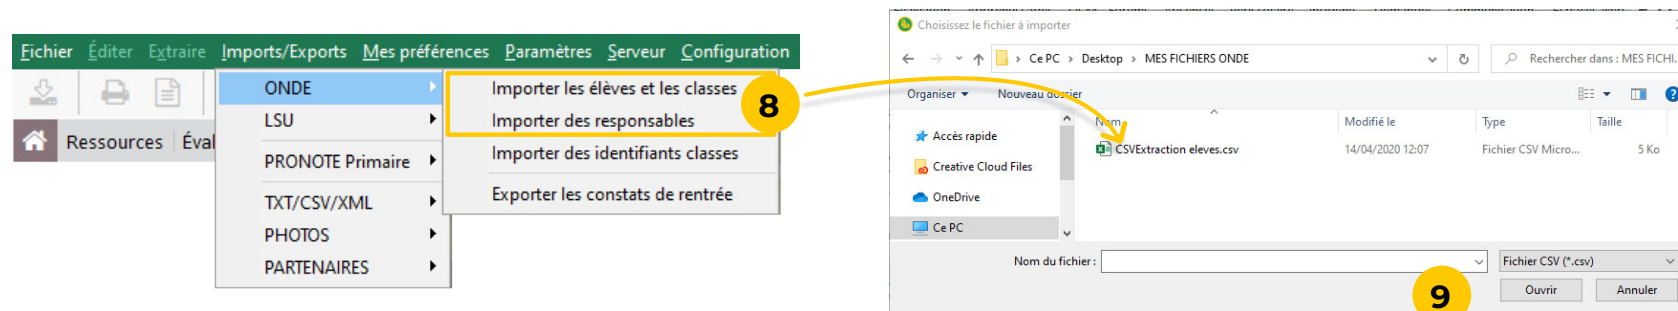 Fichier Éditer Extraire Imports/Exports Mes préférences Paramètres Serveur Configuration
ONDE
LSU
PRONOTE Primaire
TXT/CSV/XML
PHOTOS
PARTENAIRES
Importer les élèves et les classes
Importer des responsables
Importer des identifiants classes
Exporter les constats de rentrée
8
Ressources Éval
Choisissez le fichier à importer
Ce PC > Desktop > MES FICHIERS ONDE
Rechercher dans : MES FICHI...
Organiser Nouveau dossier
Nom Modifié le Type Taille
Accès rapide
Creative Cloud Files
OneDrive
Ce PC
CSVExtraction eleves.csv 14/04/2020 12:07 Fichier CSV Micro... 5 Ko
Nom du fichier : Fichier CSV (*.csv)
9
Ouvrir Annuler